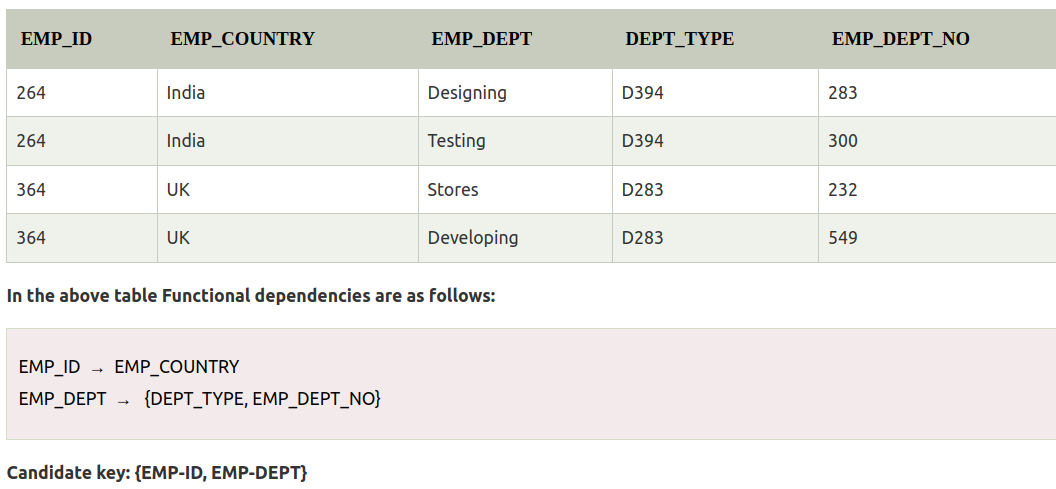 EMP_ID EMP_COUNTRY EMP_DEPT DEPT_TYPE EMP_DEPT_NO
264 India Designing D394 283
264 India Testing D394 300
364 UK Stores D283 232
364 UK Developing D283 549
In the above table Functional dependencies are as follows:
EMP_ID → EMP_COUNTRY
EMP_DEPT → {DEPT_TYPE, EMP_DEPT_NO}
Candidate key: {EMP-ID, EMP-DEPT}